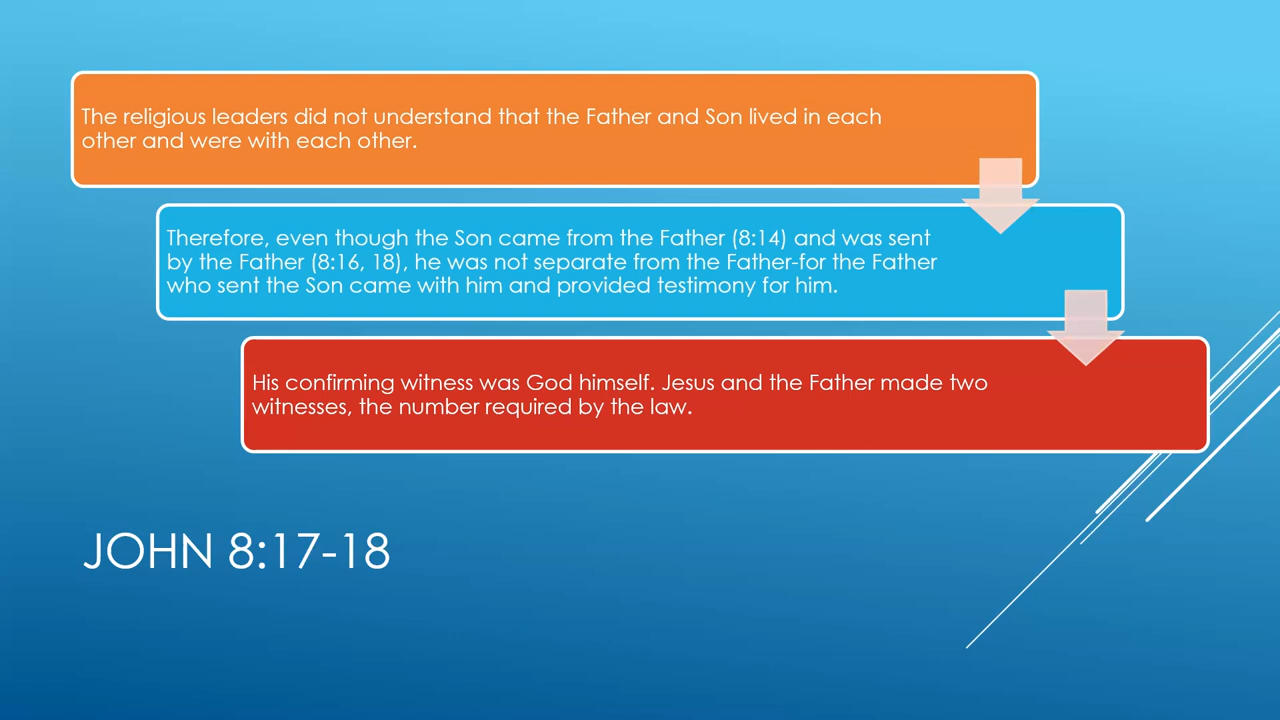 The religious leaders did not understand that the Father and Son lived in each
other and were with each other.
Therefore, even though the Son came from the Father (8:14) and was sent
by the Father (8:16, 18), he was not separate from the Father-for the Father
who sent the Son came with him and provided testimony for him.
His confirming witness was God himself. Jesus and the Father made two
witnesses, the number required by the law.
JOHN 8:17-18